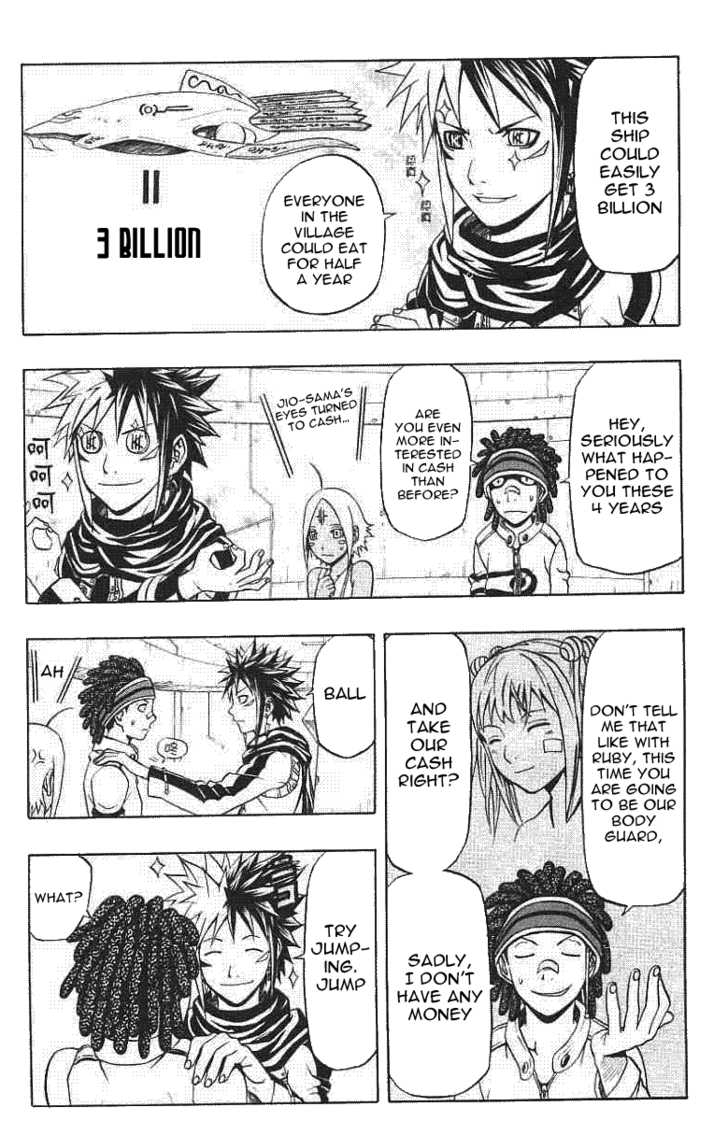 THIS
SHIP
COULD
EASILY
GET 3
BILLION
EVERYONE
IN THE
VILLAGE
COULD EAT
FOR HALF
A YEAR
=
3 BILLION
HEY,
SERIOUSLY
WHAT HAP-
PENED TO
YOU THESE
4 YEARS
ARE
YOU EVEN
MORE IN-
TERESTED
IN CASH
THAN
BEFORE?
JIO-SAMA'S
EYES TURNED
TO CASH...
呵
呵
呵
DON'T TELL
ME THAT
LIKE WITH
RUBY, THIS
TIME YOU
ARE GOING
TO BE OUR
BODY
GUARD,
AND
TAKE
OUR
CASH
RIGHT?
SADLY,
I DON'T
HAVE ANY
MONEY
BALL
AH
TRY
JUMP-
ING.
JUMP
WHAT?